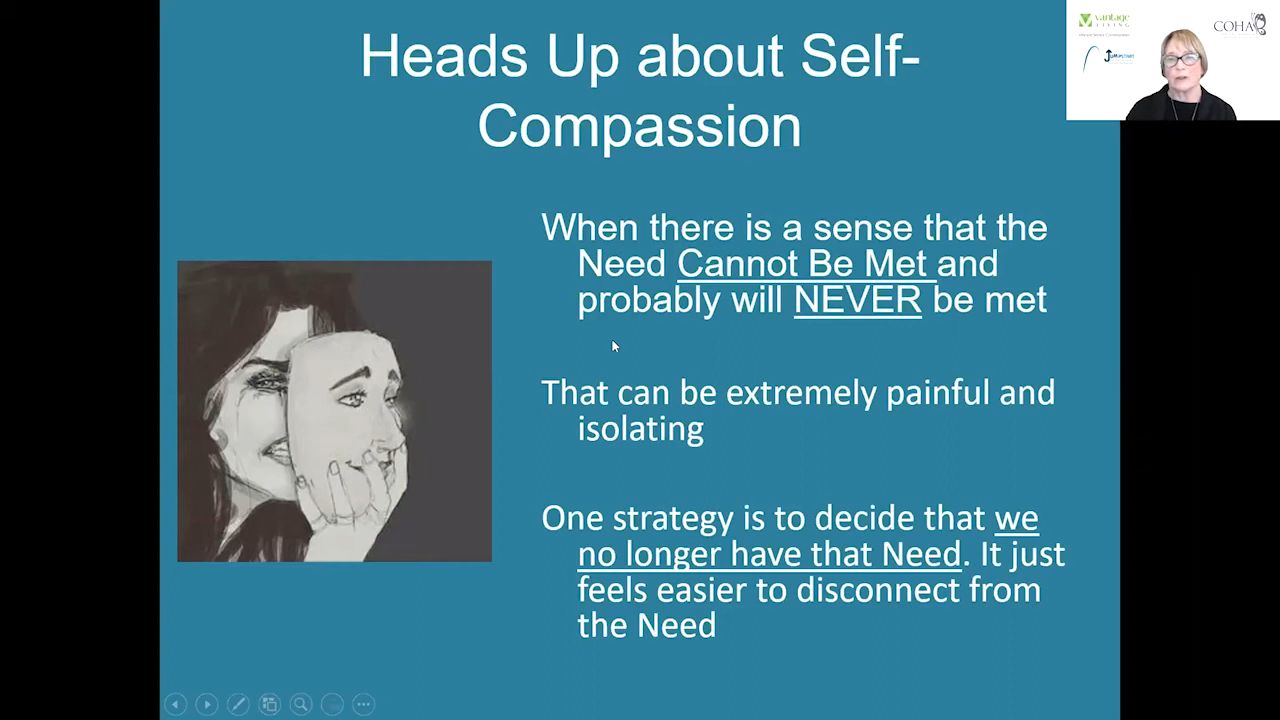 Heads Up about Self-
Compassion
When there is a sense that the
Need Cannot Be Met and
probably will NEVER be met
That can be extremely painful and
isolating
One strategy is to decide that we
no longer have that Need. It just
feels easier to disconnect from
the Need
vantage
LIVING
COHA